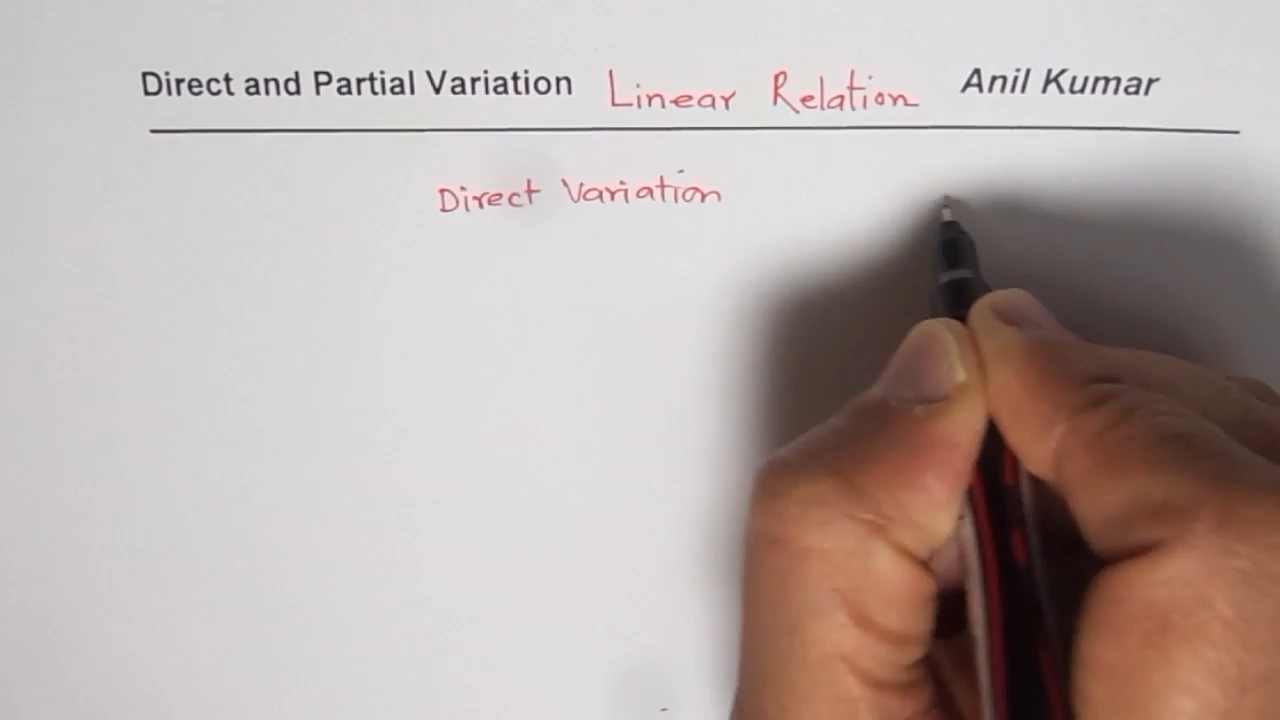 Direct and Partial Variation Linear Relation Anil Kumar
Direct Variation